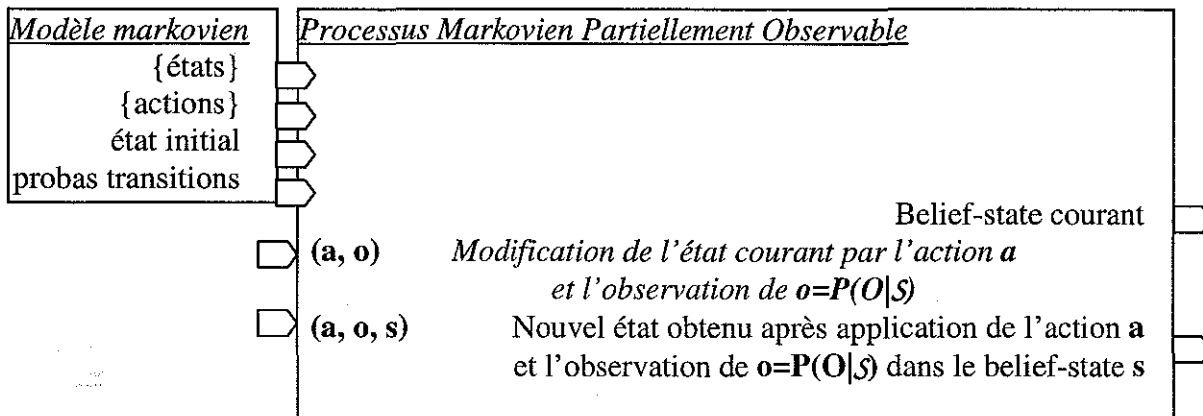 Modèle markovien
Processus Markovien Partiellement Observable
{états}
{actions}
état initial
probas transitions
Belief-state courant
(a, o) Modification de l'état courant par l'action a
et l'observation de o=P(O|S)
(a, o, s) Nouvel état obtenu après application de l'action a
et l'observation de o=P(O|S) dans le belief-state s